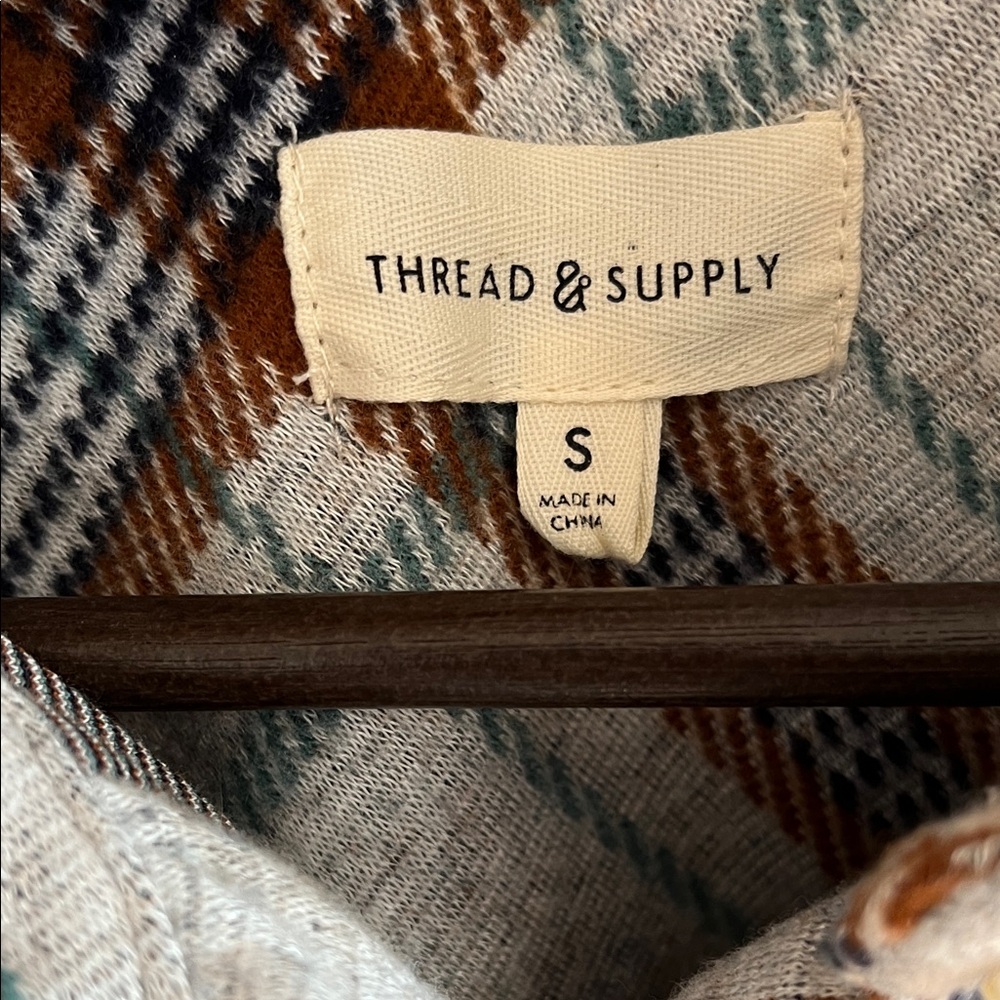 THREAD & SUPPLY
S
MADE IN
CHINA